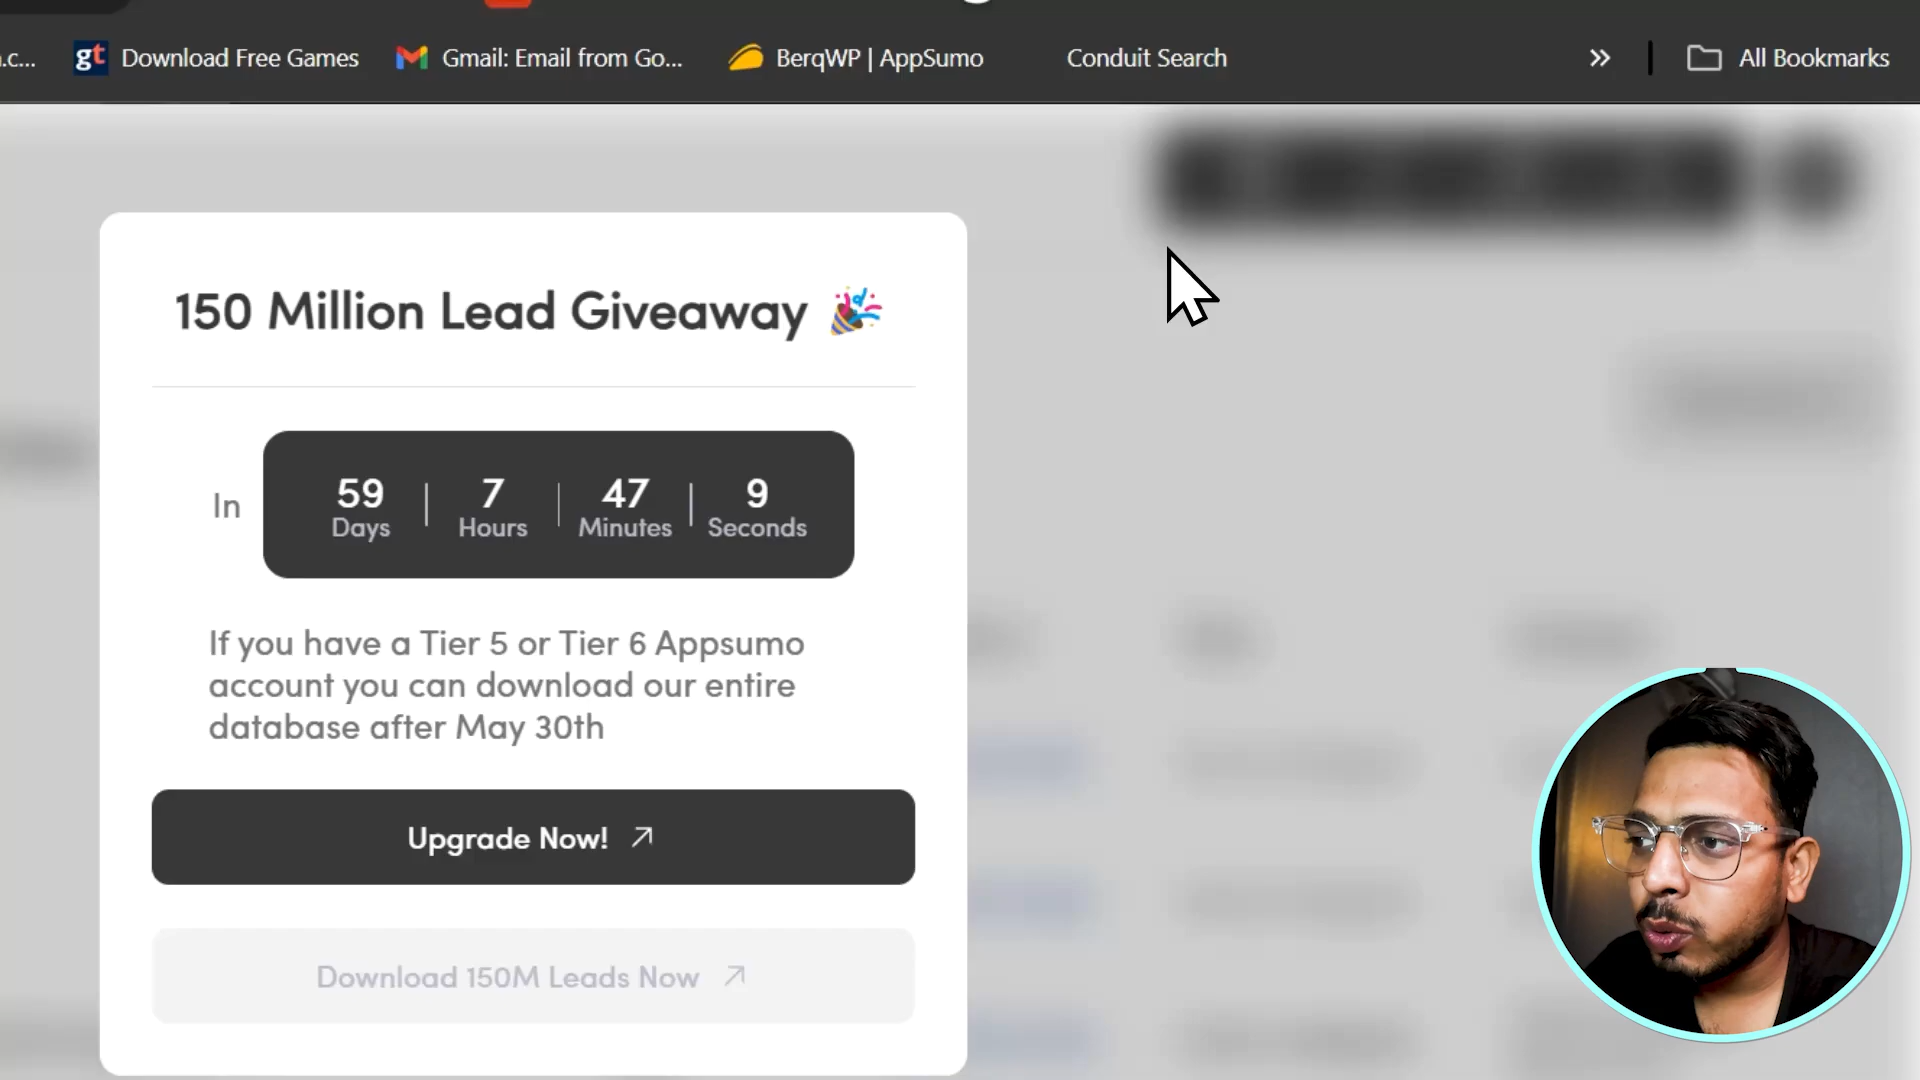 .c... gt Download Free Games Gmail: Email from Go... BerqWP | AppSumo Conduit Search All Bookmarks
150 Million Lead Giveaway 🎉
In 59 Days 7 Hours 47 Minutes 9 Seconds
If you have a Tier 5 or Tier 6 Appsumo
account you can download our entire
database after May 30th
Upgrade Now!
Download 150M Leads Now